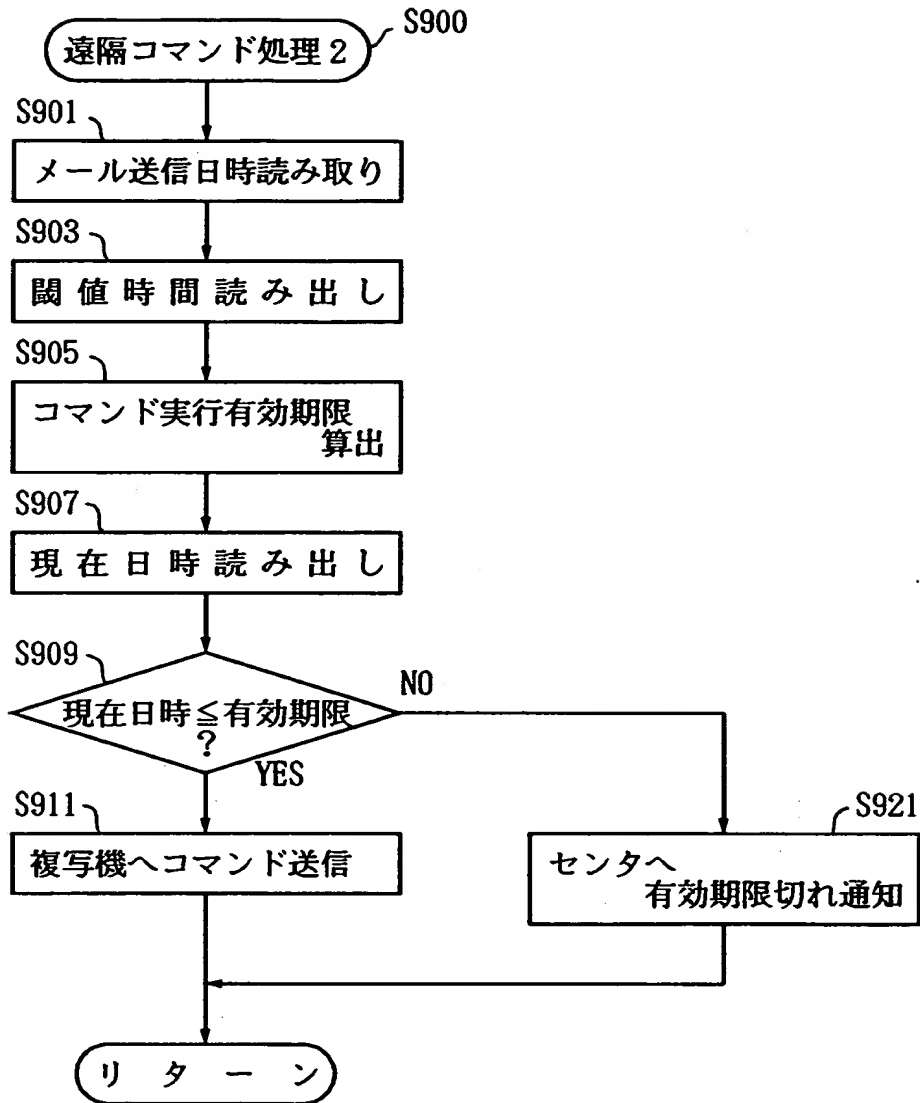 遠隔コマンド処理2
S900
S901
メール送信日時読み取り
S903
閾値時間読み出し
S905
コマンド実行有効期限
算出
S907
現在日時読み出し
S909
現在日時≦有効期限
?
NO
YES
S911
複写機へコマンド送信
S921
センタへ
有効期限切れ通知
リターン